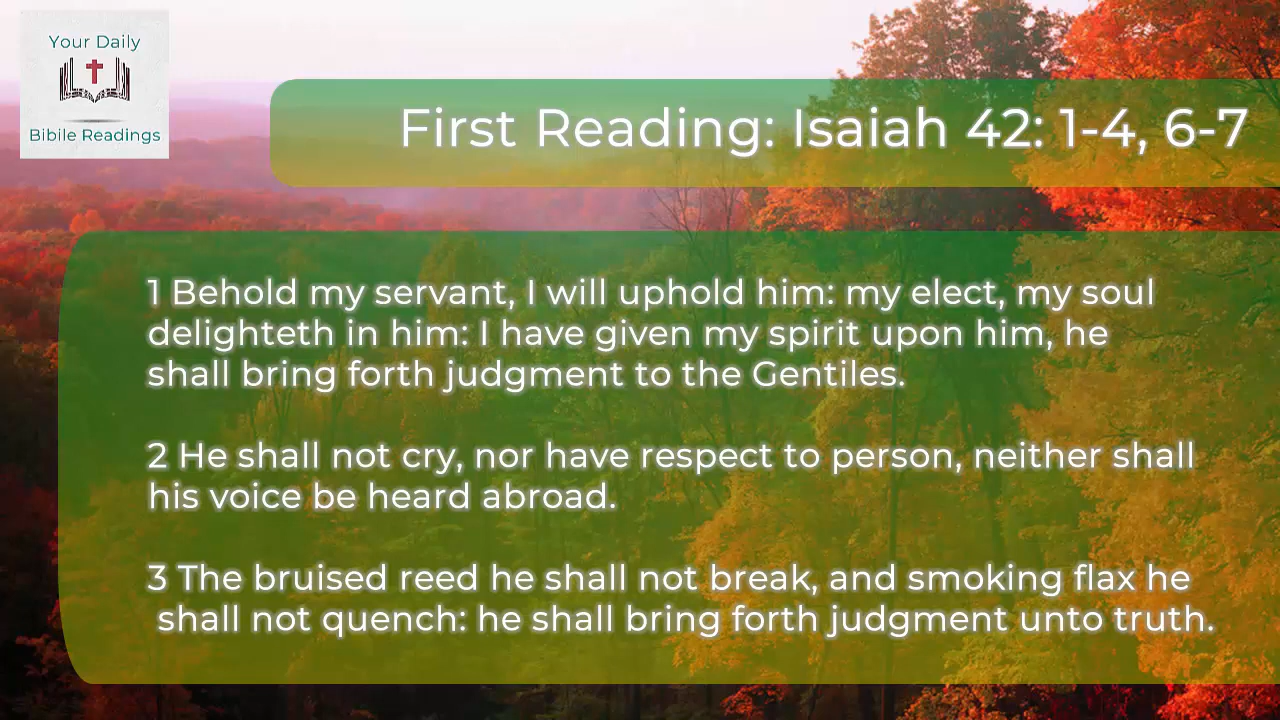 Your Daily
Bibile Readings
First Reading: Isaiah 42: 1-4, 6-7
1 Behold my servant, I will uphold him: my elect, my soul
delighteth in him: I have given my spirit upon him, he
shall bring forth judgment to the Gentiles.
2 He shall not cry, nor have respect to person, neither shall
his voice be heard abroad.
3 The bruised reed he shall not break, and smoking flax he
shall not quench: he shall bring forth judgment unto truth.